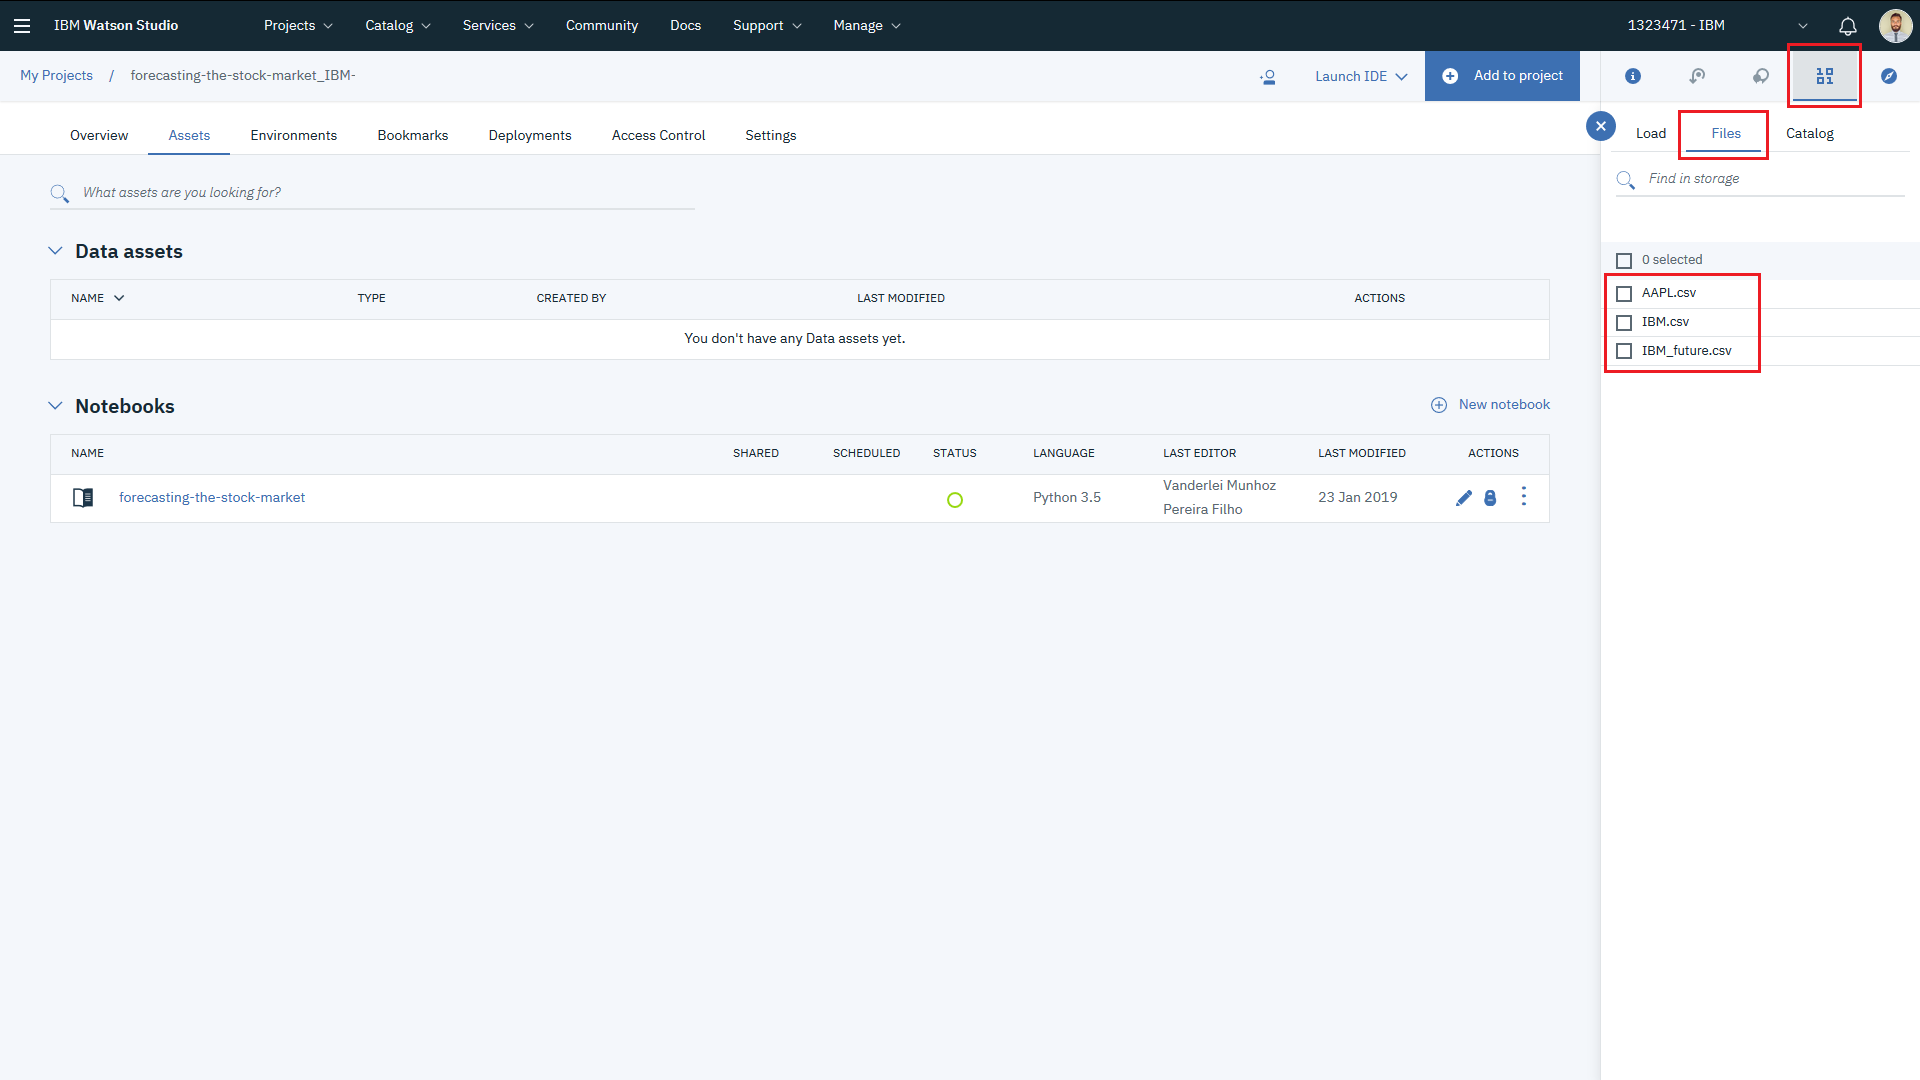 IBM Watson Studio Projects Catalog Services Community Docs Support Manage 1323471 - IBM
My Projects / forecasting-the-stock-market_IBM- Launch IDE Add to project
Overview Assets Environments Bookmarks Deployments Access Control Settings
Load Files Catalog
What assets are you looking for?
Find in storage
Data assets
0 selected
AAPL.csv
IBM.csv
IBM_future.csv
NAME TYPE CREATED BY LAST MODIFIED ACTIONS
You don't have any Data assets yet.
Notebooks
New notebook
NAME SHARED SCHEDULED STATUS LANGUAGE LAST EDITOR LAST MODIFIED ACTIONS
forecasting-the-stock-market Python 3.5 Vanderlei Munhoz 23 Jan 2019
Pereira Filho